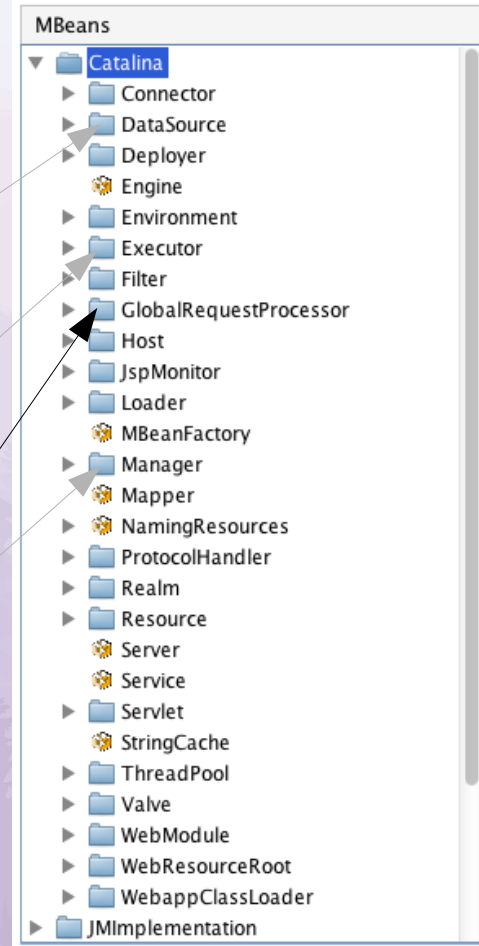 MBeans
Catalina
Connector
DataSource
Deployer
Engine
Environment
Executor
Filter
GlobalRequestProcessor
Host
JspMonitor
Loader
MBeanFactory
Manager
Mapper
NamingResources
ProtocolHandler
Realm
Resource
Server
Service
Servlet
StringCache
ThreadPool
Valve
WebModule
WebResourceRoot
WebappClassLoader
JMImplementation